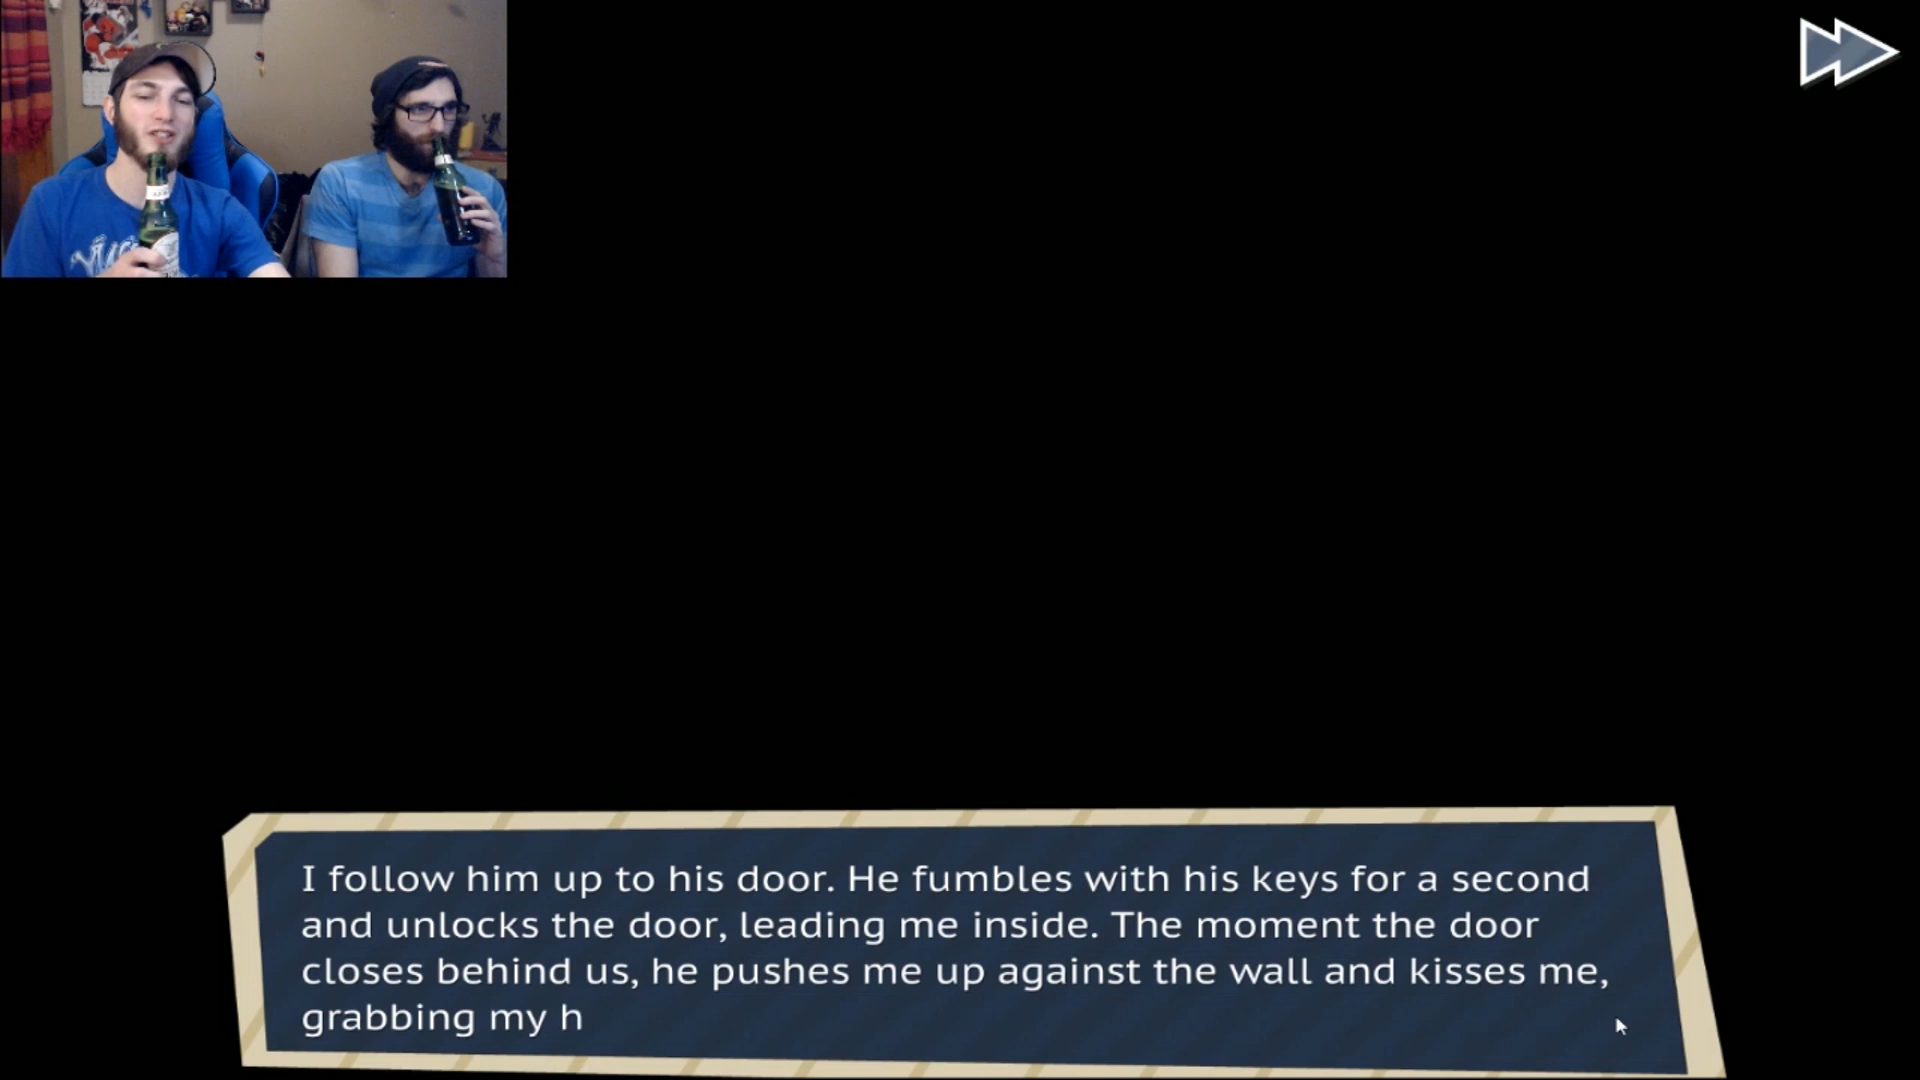 I follow him up to his door. He fumbles with his keys for a second
and unlocks the door, leading me inside. The moment the door
closes behind us, he pushes me up against the wall and kisses me,
grabbing my h